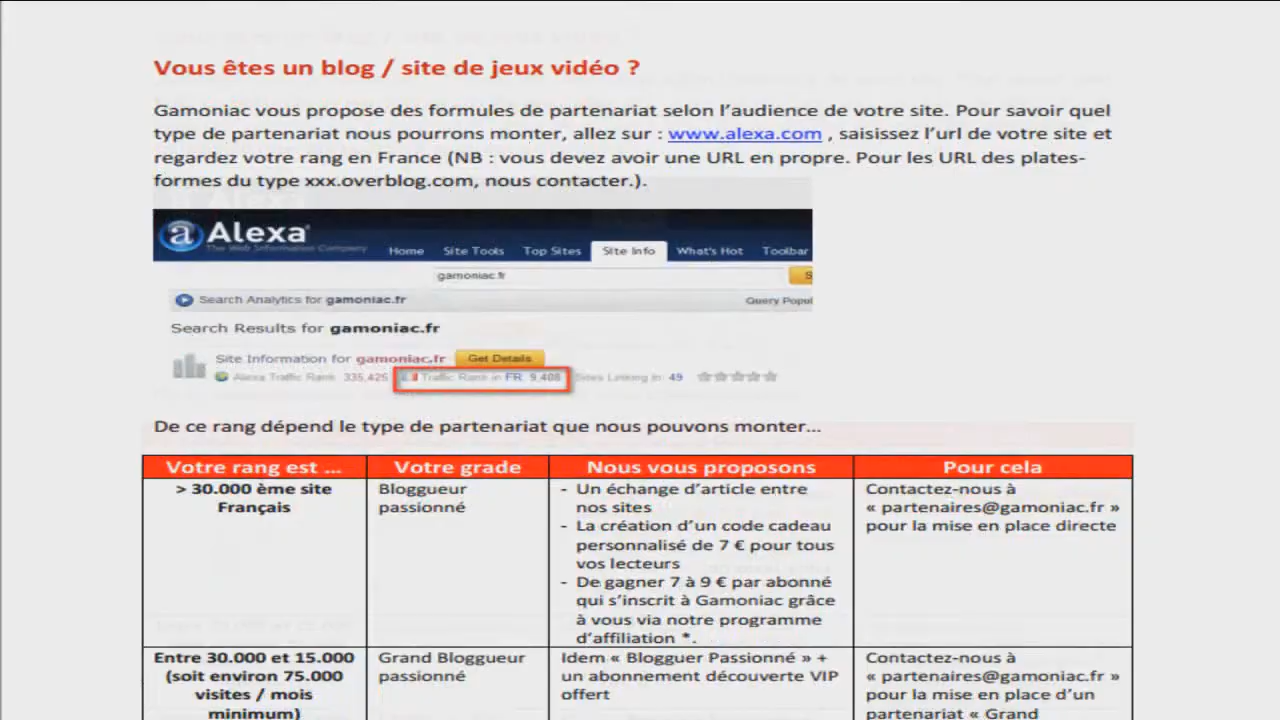 Vous êtes un blog / site de jeux vidéo ?
Gamoniac vous propose des formules de partenariat selon l’audience de votre site. Pour savoir quel
type de partenariat nous pourrons monter, allez sur : www.alexa.com , saisissez l’url de votre site et
regardez votre rang en France (NB : vous devez avoir une URL en propre. Pour les URL des plates-
formes du type xxx.overblog.com, nous contacter.).
a Alexa
The Web Information Company
Home Site Tools Top Sites Site Info What's Hot Toolbar
gamoniac.fr S
Search Analytics for gamoniac.fr Query Popul
Search Results for gamoniac.fr
Site Information for gamoniac.fr Get Details
Alexa Traffic Rank: 335,425 Traffic Rank in FR: 9,408 Sites Linking in: 49
De ce rang dépend le type de partenariat que nous pouvons monter…
Votre rang est … Votre grade Nous vous proposons Pour cela
> 30.000 ème site
Français
Bloggueur
passionné
- Un échange d’article entre
nos sites
- La création d’un code cadeau
personnalisé de 7 € pour tous
vos lecteurs
- De gagner 7 à 9 € par abonné
qui s’inscrit à Gamoniac grâce
à vous via notre programme
d’affiliation *.
Contactez-nous à
« partenaires@gamoniac.fr »
pour la mise en place directe
Entre 30.000 et 15.000
(soit environ 75.000
visites / mois
minimum)
Grand Bloggueur
passionné
Idem « Blogguer Passionné » +
un abonnement découverte VIP
offert
Contactez-nous à
« partenaires@gamoniac.fr »
pour la mise en place d’un
partenariat « Grand